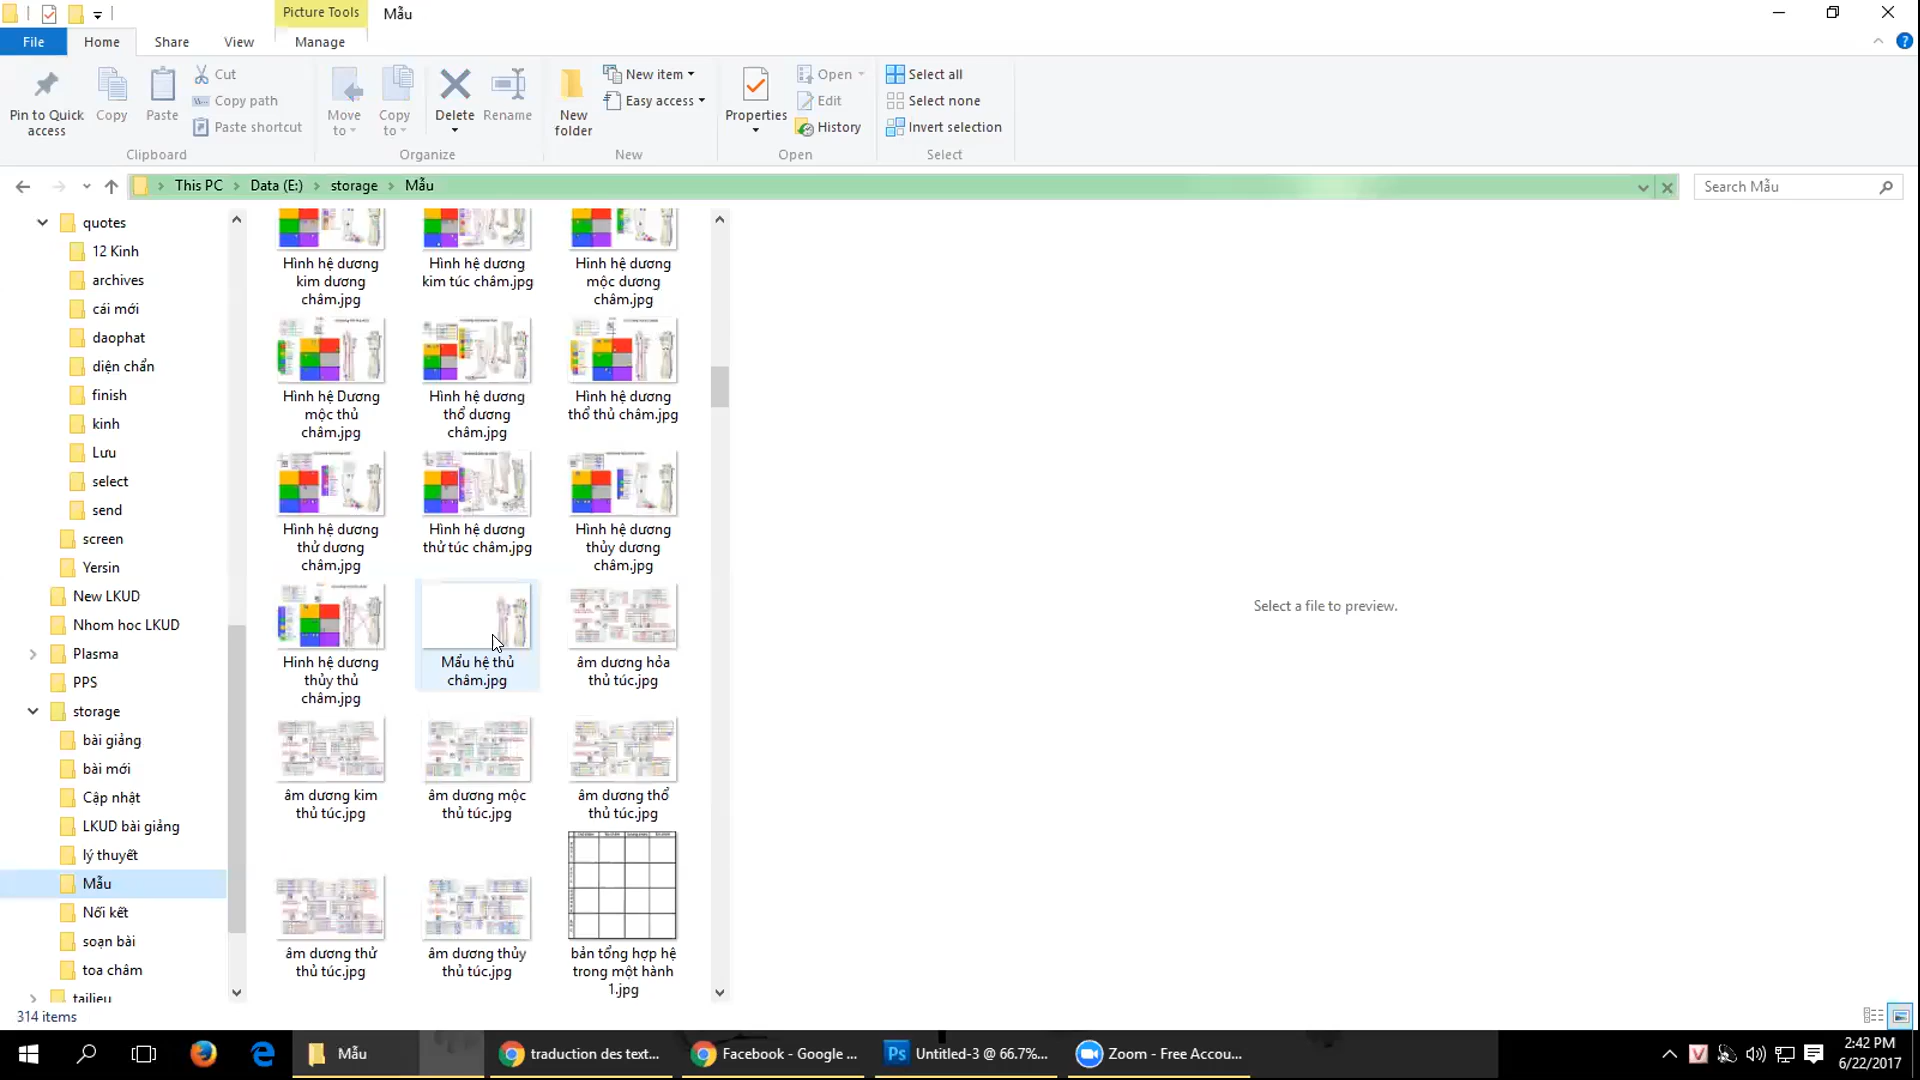 Picture Tools
Mẫu
File
Home
Share
View
Manage
Pin to Quick access
Copy
Paste
Cut
Copy path
Paste shortcut
Clipboard
Move to
Copy to
Delete
Rename
Organize
New folder
New item
Easy access
New
Properties
Open
Edit
History
Open
Select all
Select none
Invert selection
Select
This PC
Data (E:)
storage
Mẫu
Search Mẫu
quotes
12 Kinh
archives
cái mới
daophat
diện chẩn
finish
kinh
Lưu
select
send
screen
Yersin
New LKUD
Nhom hoc LKUD
Plasma
PPS
storage
bài giảng
bài mới
Cập nhật
LKUD bài giảng
lý thuyết
Mẫu
Nối kết
soạn bài
toa châm
tailieu
Hình hệ dương kim dương châm.jpg
Hình hệ dương kim túc châm.jpg
Hinh hệ dương mộc dương châm.jpg
Hình hệ Dương mộc thủ châm.jpg
Hình hệ dương thổ dương châm.jpg
Hình hệ dương thổ thủ châm.jpg
Hình hệ dương thử dương châm.jpg
Hình hệ dương thử túc châm.jpg
Hình hệ dương thủy dương châm.jpg
Hinh hệ dương thủy thủ châm.jpg
Mẩu hệ thủ châm.jpg
âm dương hỏa thủ túc.jpg
âm dương kim thủ túc.jpg
âm dương mộc thủ túc.jpg
âm dương thổ thủ túc.jpg
âm dương thử thủ túc.jpg
âm dương thủy thủ túc.jpg
bản tổng hợp hệ trong một hành 1.jpg
Select a file to preview.
314 items
Mẫu
traduction des text...
Facebook - Google ...
Ps
Untitled-3 @ 66.7%...
Zoom - Free Accou...
2:42 PM
6/22/2017